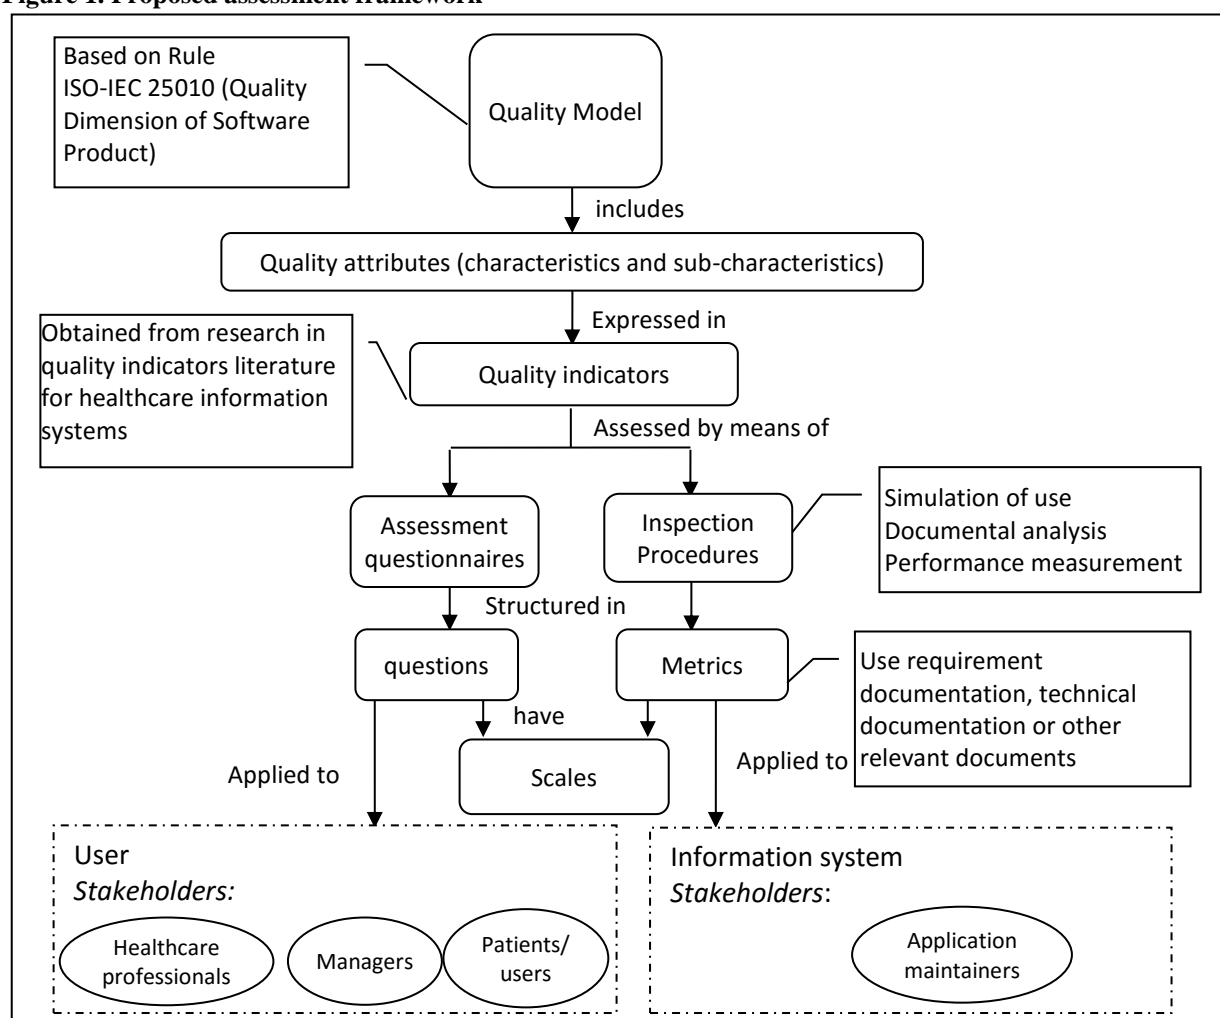 Figure 1. Proposed assessment framework
Based on Rule
ISO-IEC 25010 (Quality
Dimension of Software
Product)
Quality Model
includes
Quality attributes (characteristics and sub-characteristics)
Expressed in
Obtained from research in
quality indicators literature
for healthcare information
systems
Quality indicators
Assessed by means of
Assessment
questionnaires
Inspection
Procedures
Simulation of use
Documental analysis
Performance measurement
Structured in
questions
Metrics
Use requirement
documentation, technical
documentation or other
relevant documents
have
Scales
Applied to
Applied to
User
Stakeholders:
Healthcare
professionals
Managers
Patients/
users
Information system
Stakeholders:
Application
maintainers